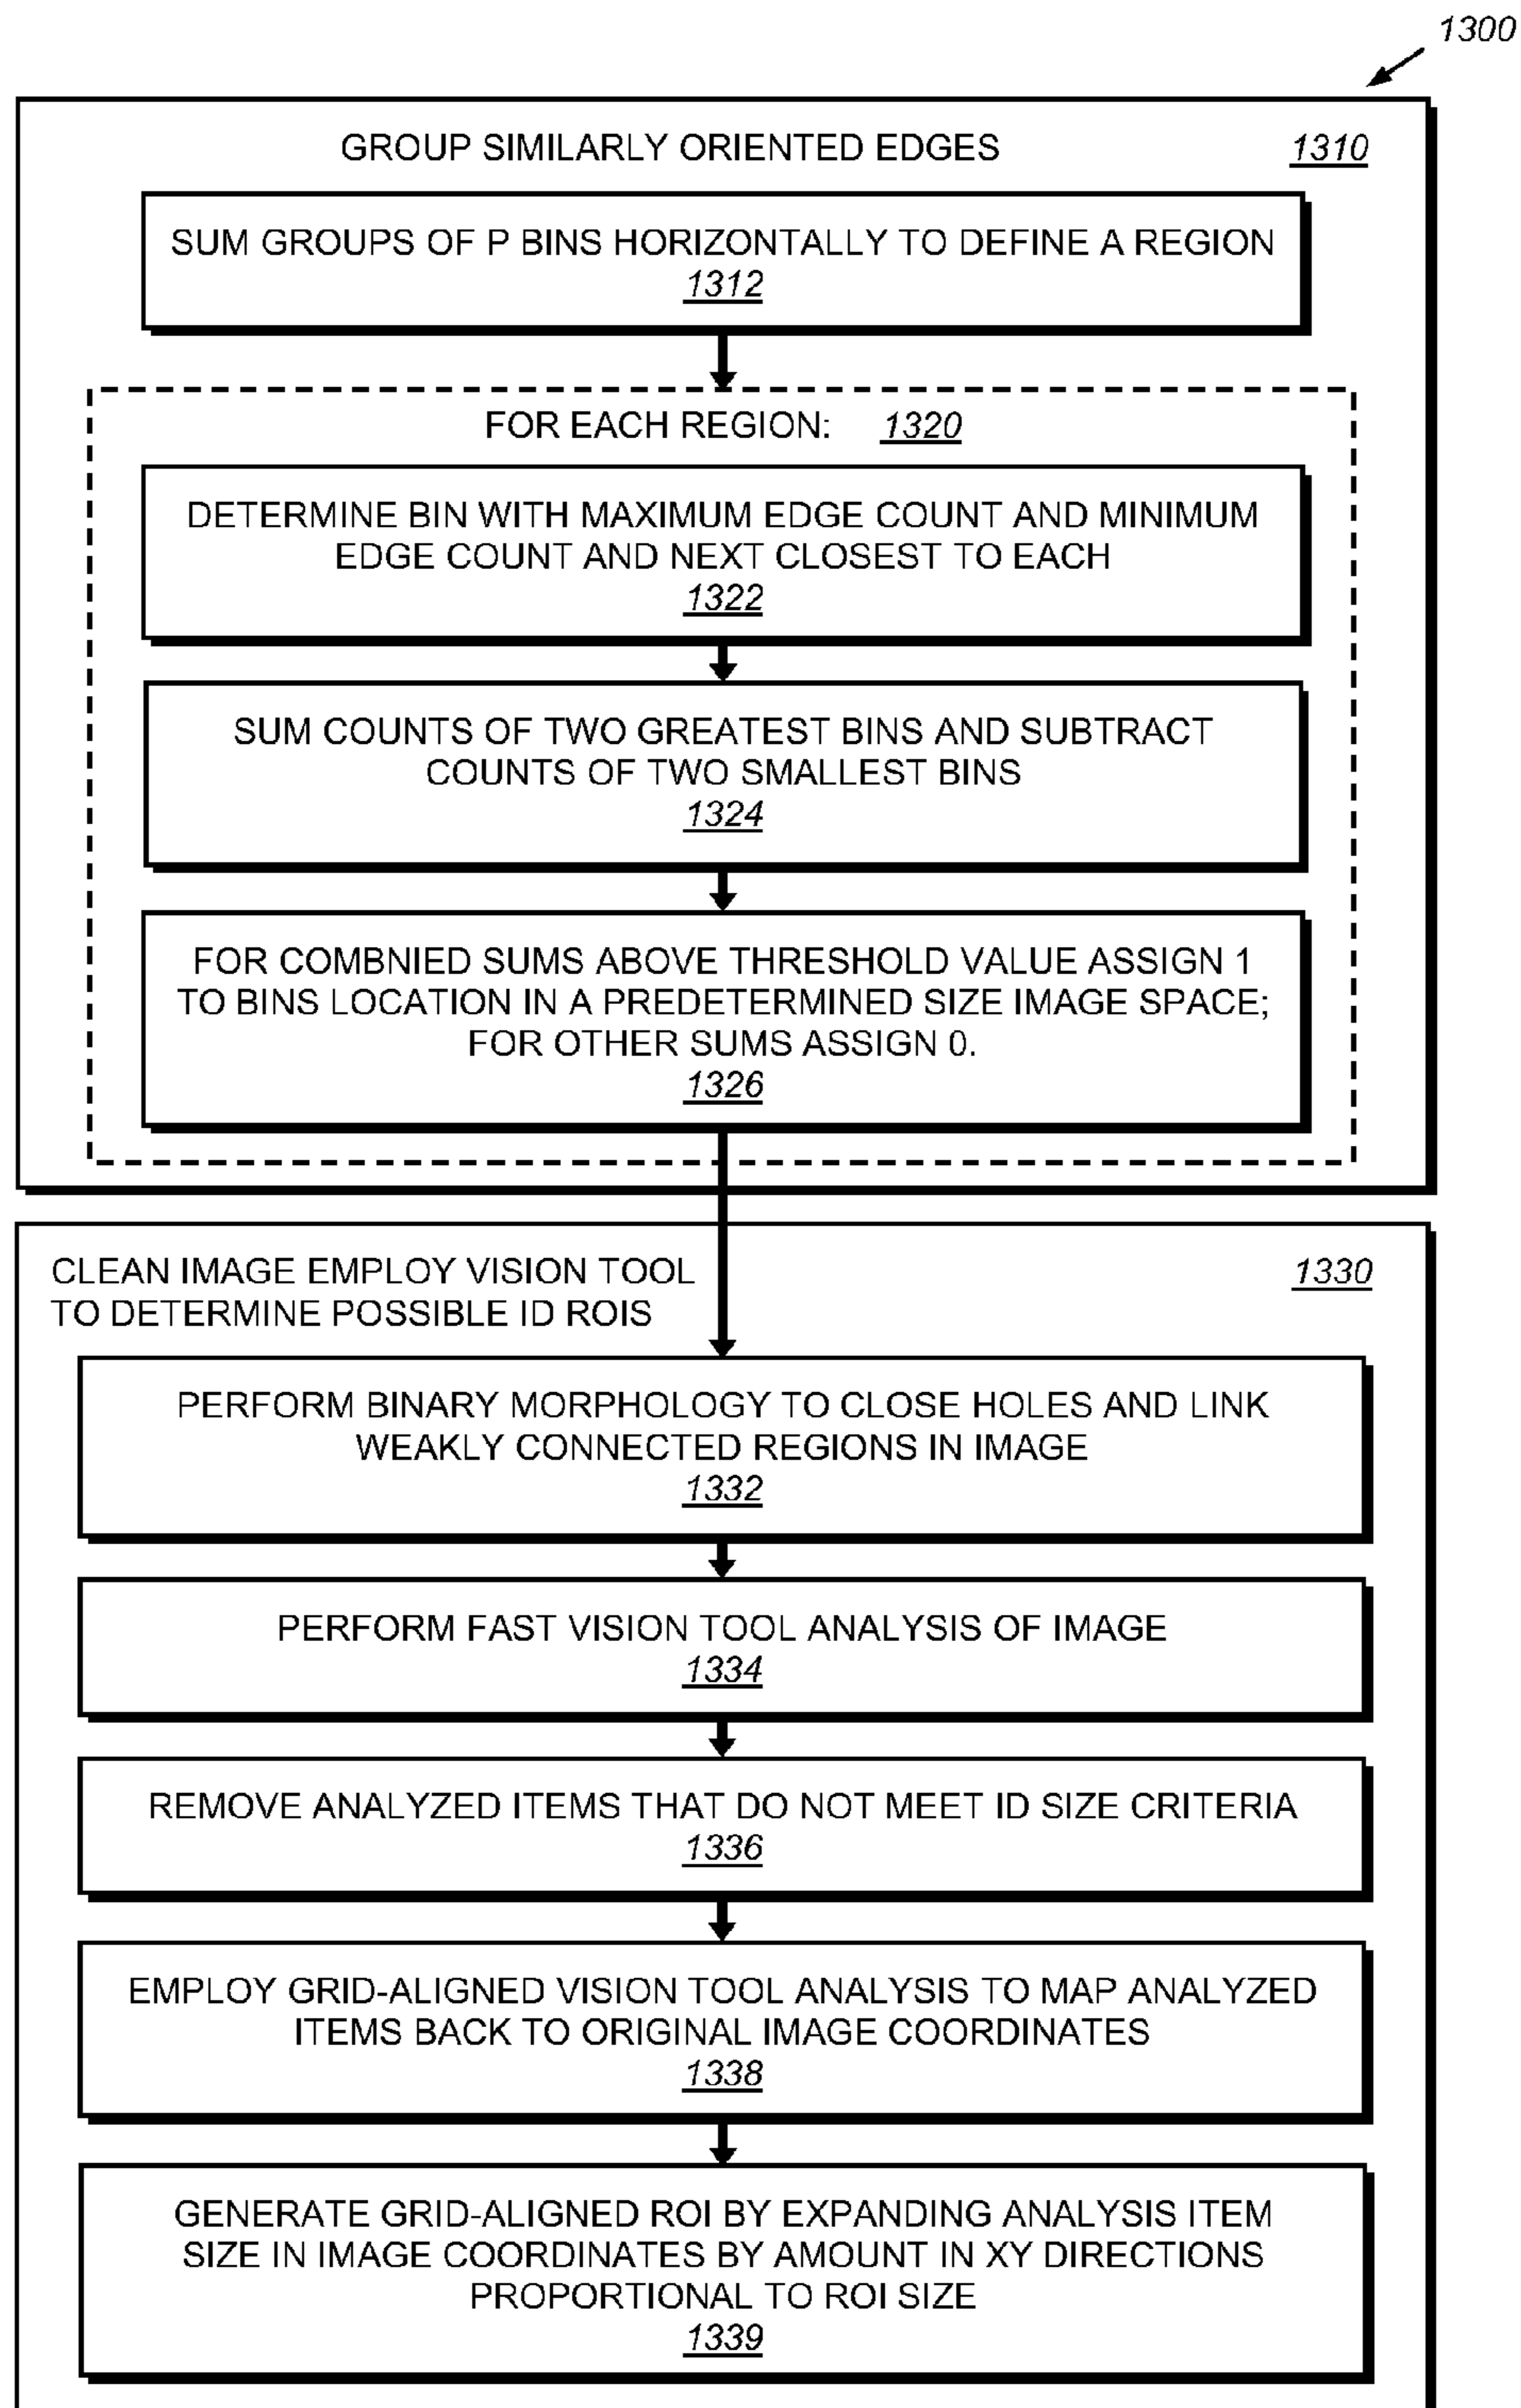 1300
GROUP SIMILARLY ORIENTED EDGES 1310
SUM GROUPS OF P BINS HORIZONTALLY TO DEFINE A REGION
1312
FOR EACH REGION: 1320
DETERMINE BIN WITH MAXIMUM EDGE COUNT AND MINIMUM
EDGE COUNT AND NEXT CLOSEST TO EACH
1322
SUM COUNTS OF TWO GREATEST BINS AND SUBTRACT
COUNTS OF TWO SMALLEST BINS
1324
FOR COMBNIED SUMS ABOVE THRESHOLD VALUE ASSIGN 1
TO BINS LOCATION IN A PREDETERMINED SIZE IMAGE SPACE;
FOR OTHER SUMS ASSIGN 0.
1326
CLEAN IMAGE EMPLOY VISION TOOL 1330
TO DETERMINE POSSIBLE ID ROIS
PERFORM BINARY MORPHOLOGY TO CLOSE HOLES AND LINK
WEAKLY CONNECTED REGIONS IN IMAGE
1332
PERFORM FAST VISION TOOL ANALYSIS OF IMAGE
1334
REMOVE ANALYZED ITEMS THAT DO NOT MEET ID SIZE CRITERIA
1336
EMPLOY GRID-ALIGNED VISION TOOL ANALYSIS TO MAP ANALYZED
ITEMS BACK TO ORIGINAL IMAGE COORDINATES
1338
GENERATE GRID-ALIGNED ROI BY EXPANDING ANALYSIS ITEM
SIZE IN IMAGE COORDINATES BY AMOUNT IN XY DIRECTIONS
PROPORTIONAL TO ROI SIZE
1339